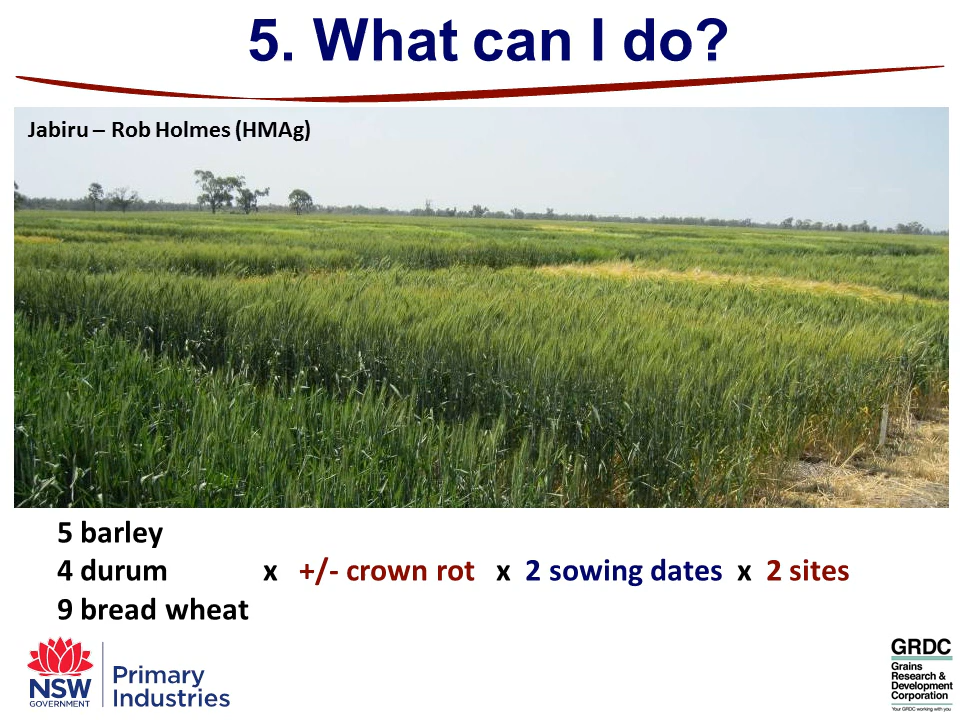 5. What can I do?
Jabiru – Rob Holmes (HMAg)
5 barley
4 durum x +/- crown rot x 2 sowing dates x 2 sites
9 bread wheat
NSW
GOVERNMENT
Primary
Industries
GRDC
Grains
Research &
Development
Corporation
Your GRDC working with you